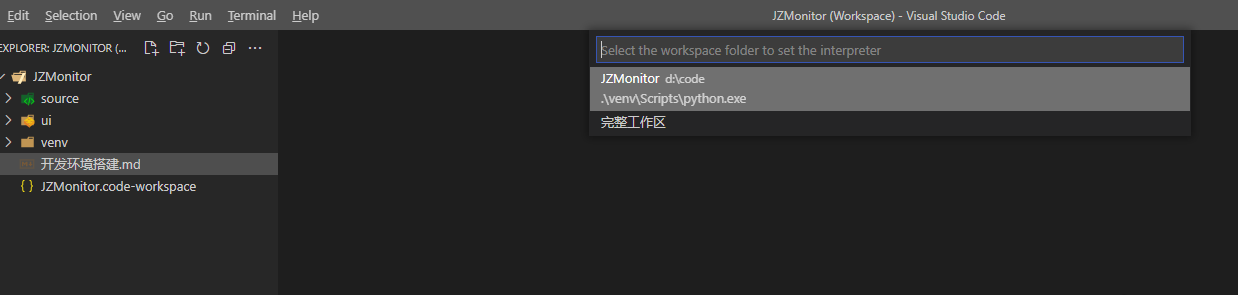 Edit Selection View Go Run Terminal Help
JZMonitor (Workspace) - Visual Studio Code
EXPLORER: JZMONITOR (...
JZMonitor
source
ui
venv
开发环境搭建.md
JZMonitor.code-workspace
Select the workspace folder to set the interpreter
JZMonitor d:\code
.\venv\Scripts\python.exe
完整工作区